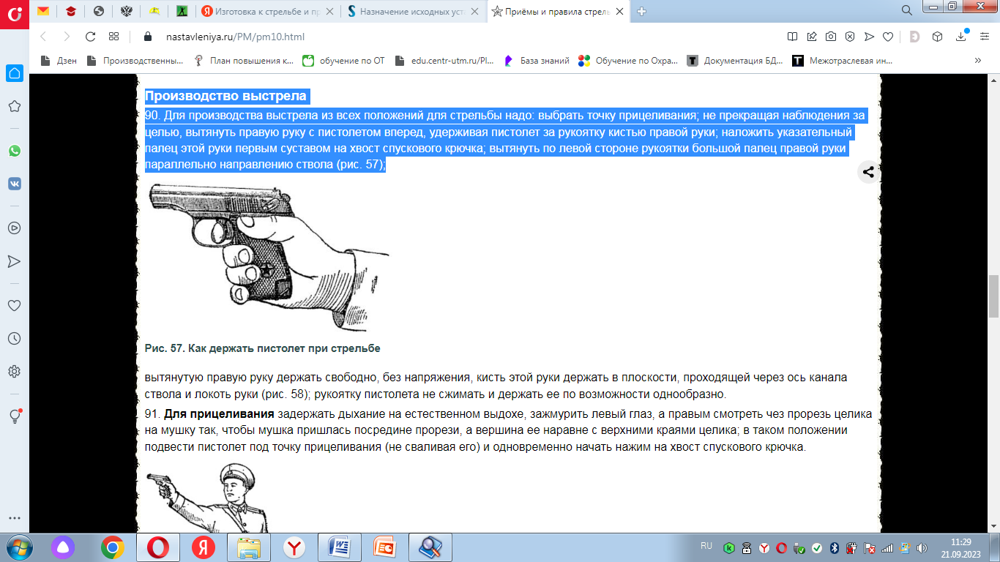 Изготовка к стрельбе и пр
Назначение исходных уст
Приёмы и правила стрель
nastavleniya.ru/PM/pm10.html
Дзен
Производственны...
План повышения к...
обучение по ОТ
edu.centr-utm.ru/Pl...
База знаний
Обучение по Охра...
Документация БД...
Межотраслевая ин...
Производство выстрела
90. Для производства выстрела из всех положений для стрельбы надо: выбрать точку прицеливания; не прекращая наблюдения за
целью, вытянуть правую руку с пистолетом вперед, удерживая пистолет за рукоятку кистью правой руки; наложить указательный
палец этой руки первым суставом на хвост спускового крючка; вытянуть по левой стороне рукоятки большой палец правой руки
параллельно направлению ствола (рис. 57);
Рис. 57. Как держать пистолет при стрельбе
вытянутую правую руку держать свободно, без напряжения, кисть этой руки держать в плоскости, проходящей через ось канала
ствола и локоть руки (рис. 58); рукоятку пистолета не сжимать и держать ее по возможности однообразно.
91. Для прицеливания задержать дыхание на естественном выдохе, зажмурить левый глаз, а правым смотреть чез прорезь целика
на мушку так, чтобы мушка пришлась посредине прорези, а вершина ее наравне с верхними краями целика; в таком положении
подвести пистолет под точку прицеливания (не сваливая его) и одновременно начать нажим на хвост спускового крючка.
RU
11:29
21.09.2023